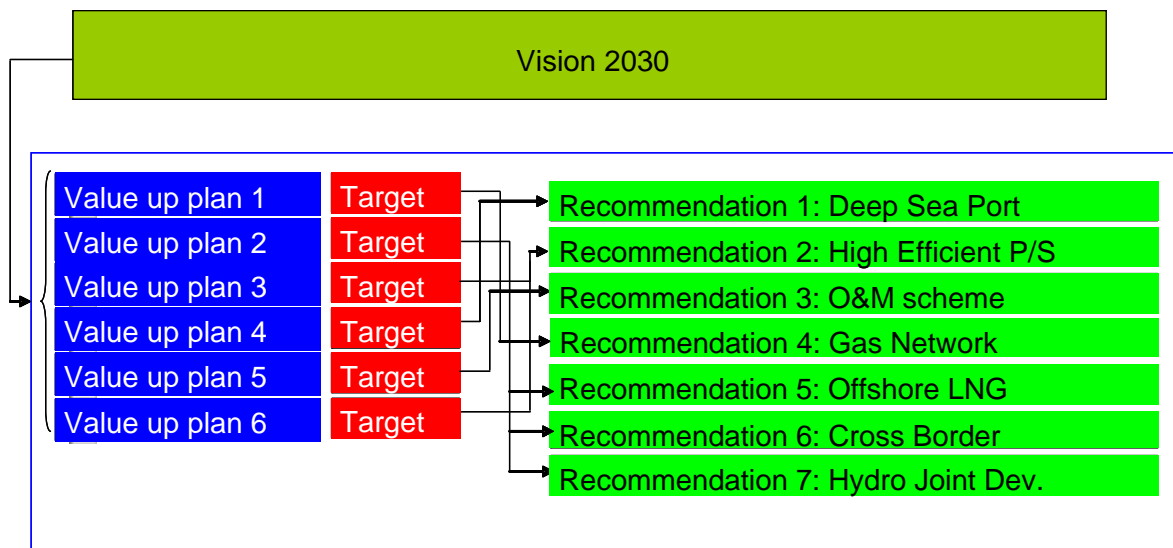 Vision 2030
Value up plan 1 Target
Value up plan 2 Target
Value up plan 3 Target
Value up plan 4 Target
Value up plan 5 Target
Value up plan 6 Target
Recommendation 1: Deep Sea Port
Recommendation 2: High Efficient P/S
Recommendation 3: O&M scheme
Recommendation 4: Gas Network
Recommendation 5: Offshore LNG
Recommendation 6: Cross Border
Recommendation 7: Hydro Joint Dev.